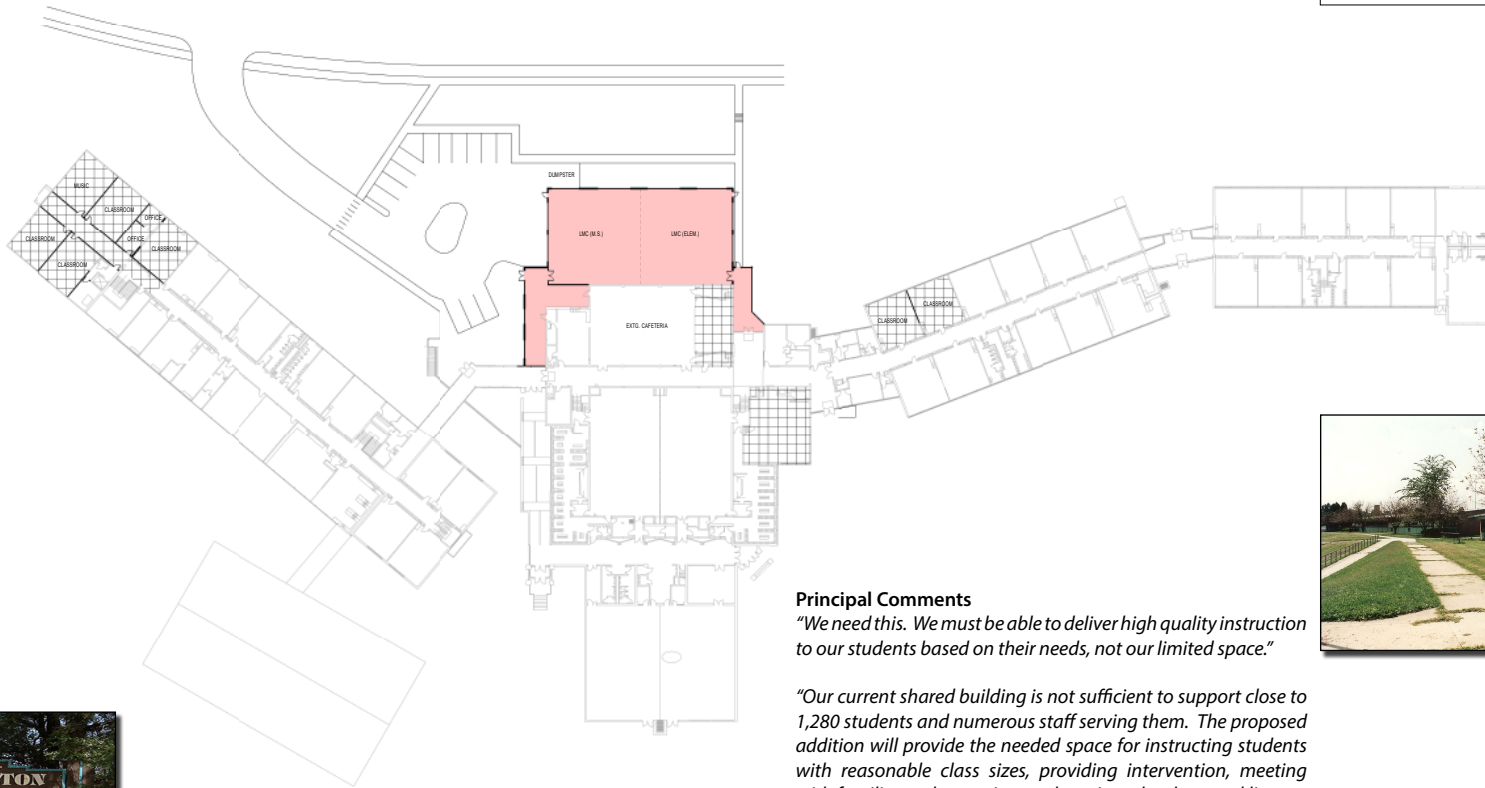 DUMPSTER
MUSIC
CLASSROOM
OFFICE
CLASSROOM
OFFICE
CLASSROOM
CLASSROOM
LMC (M.S.)
LMC (ELEM.)
CLASSROOM
CLASSROOM
EXTG. CAFETERIA
Principal Comments
“We need this. We must be able to deliver high quality instruction
to our students based on their needs, not our limited space.”
“Our current shared building is not sufficient to support close to
1,280 students and numerous staff serving them. The proposed
addition will provide the needed space for instructing students
with reasonable class sizes, providing intervention, meeting
TON